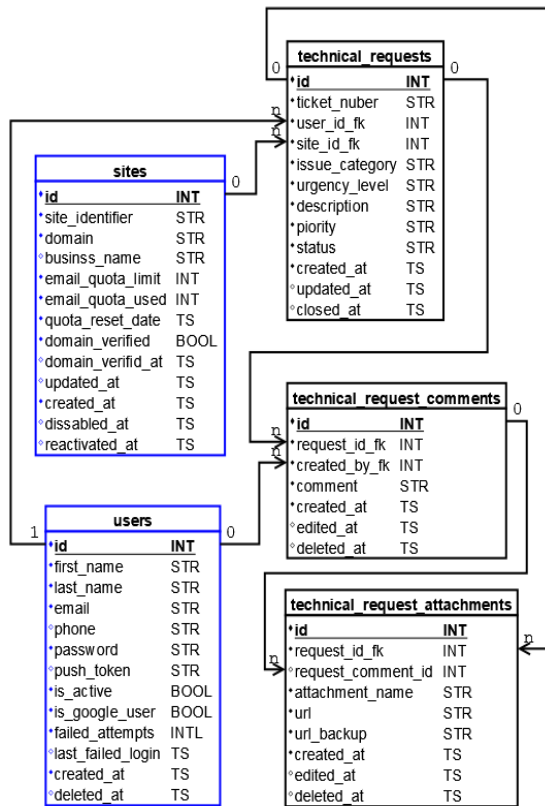 technical_requests
0
0
id INT
ticket_nuber STR
n
user_id_fk INT
n
site_id_fk INT
issue_category STR
urgency_level STR
description STR
piority STR
status STR
created_at TS
updated_at TS
closed_at TS
sites
0
id INT
site_identifier STR
domain STR
businss_name STR
email_quota_limit INT
email_quota_used INT
quota_reset_date TS
domain_verified BOOL
domain_verifid_at TS
updated_at TS
created_at TS
dissabled_at TS
reactivated_at TS
technical_request_comments
0
id INT
n
request_id_fk INT
n
created_by_fk INT
comment STR
created_at TS
edited_at TS
deleted_at TS
users
1
0
id INT
first_name STR
last_name STR
email STR
phone STR
password STR
push_token STR
is_active BOOL
is_google_user BOOL
failed_attempts INTL
last_failed_login TS
created_at TS
deleted_at TS
technical_request_attachments
id INT
n
n
request_id_fk INT
request_comment_id INT
attachment_name STR
url STR
url_backup STR
created_at TS
edited_at TS
deleted_at TS